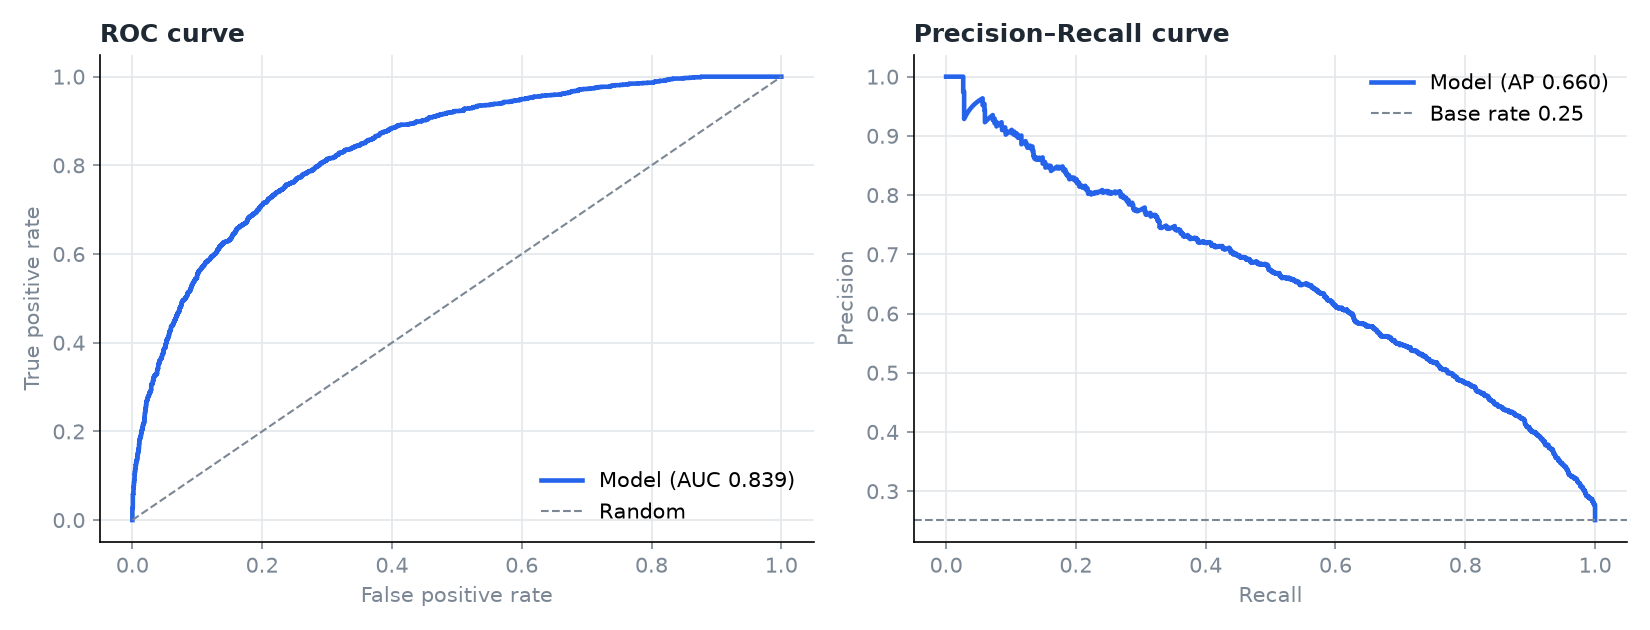 ROC curve
1.0
0.8
0.6
0.4
0.2
0.0
True positive rate
Model (AUC 0.839)
Random
0.0 0.2 0.4 0.6 0.8 1.0
False positive rate
Precision–Recall curve
1.0
0.9
0.8
0.7
0.6
0.5
0.4
0.3
Precision
Model (AP 0.660)
Base rate 0.25
0.0 0.2 0.4 0.6 0.8 1.0
Recall